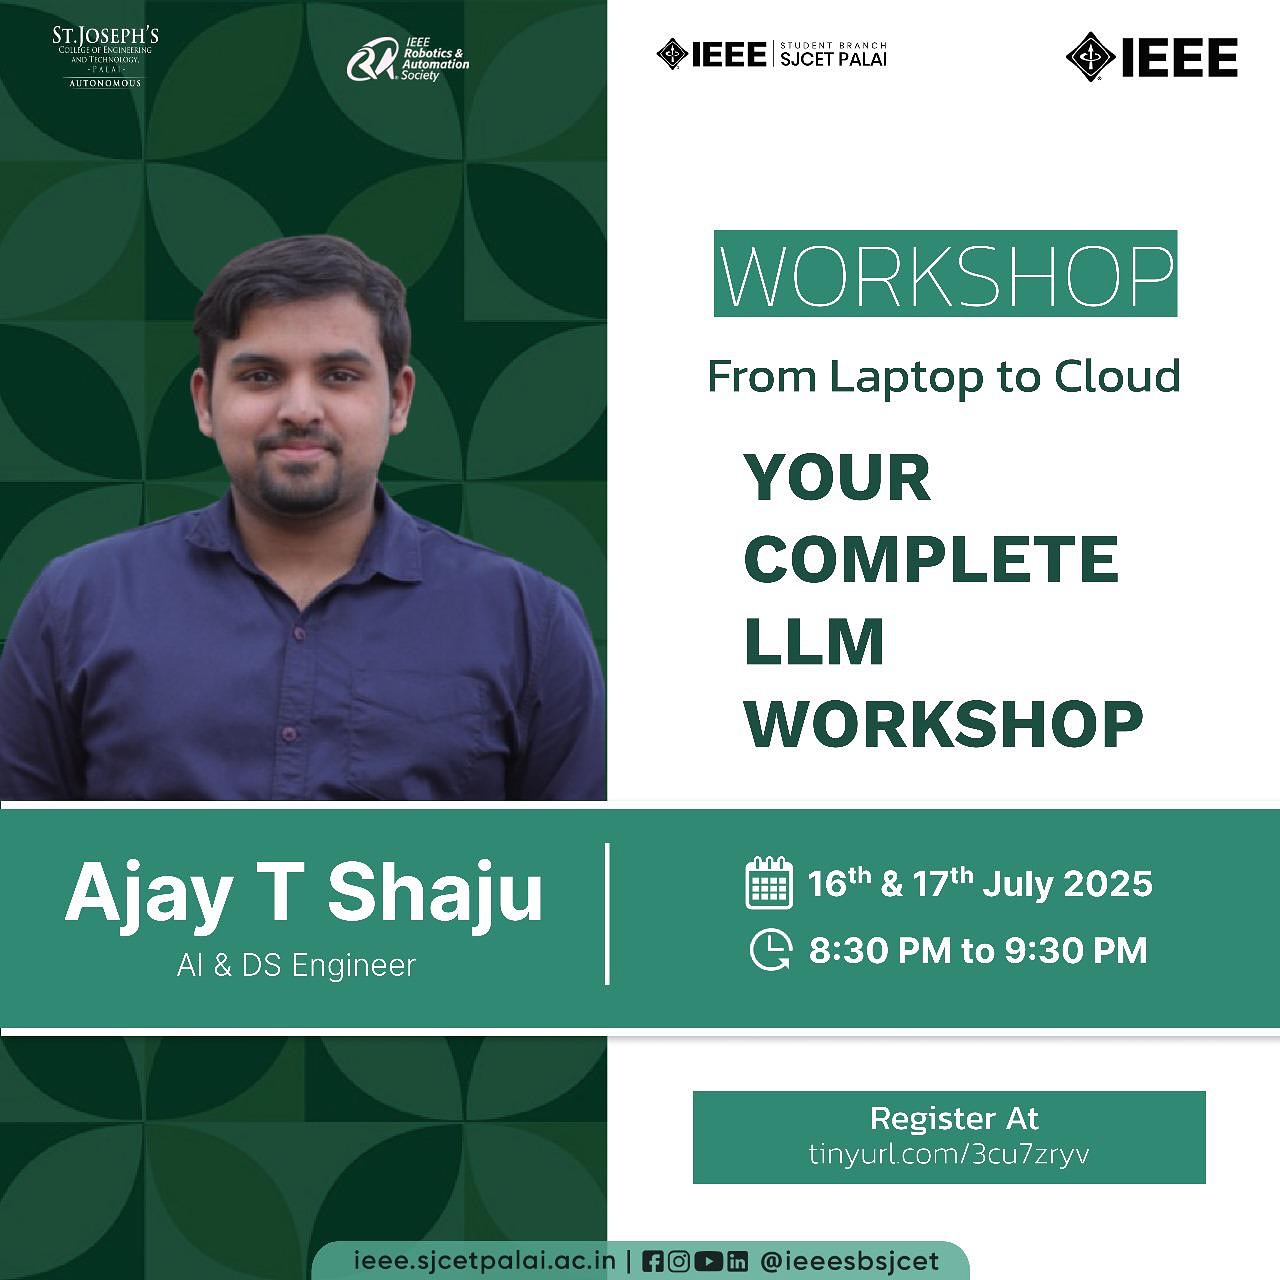 ST.JOSEPH'S
COLLEGE OF ENGINEERING
AND TECHNOLOGY,
- PALAI -
AUTONOMOUS
IEEE
Robotics &
Automation
Society
IEEE
STUDENT BRANCH
SJCET PALAI
IEEE
WORKSHOP
From Laptop to Cloud
YOUR
COMPLETE
LLM
WORKSHOP
Ajay T Shaju
AI & DS Engineer
16th & 17th July 2025
8:30 PM to 9:30 PM
Register At
tinyurl.com/3cu7zryv
ieee.sjcetpalai.ac.in | @ieeesbsjcet